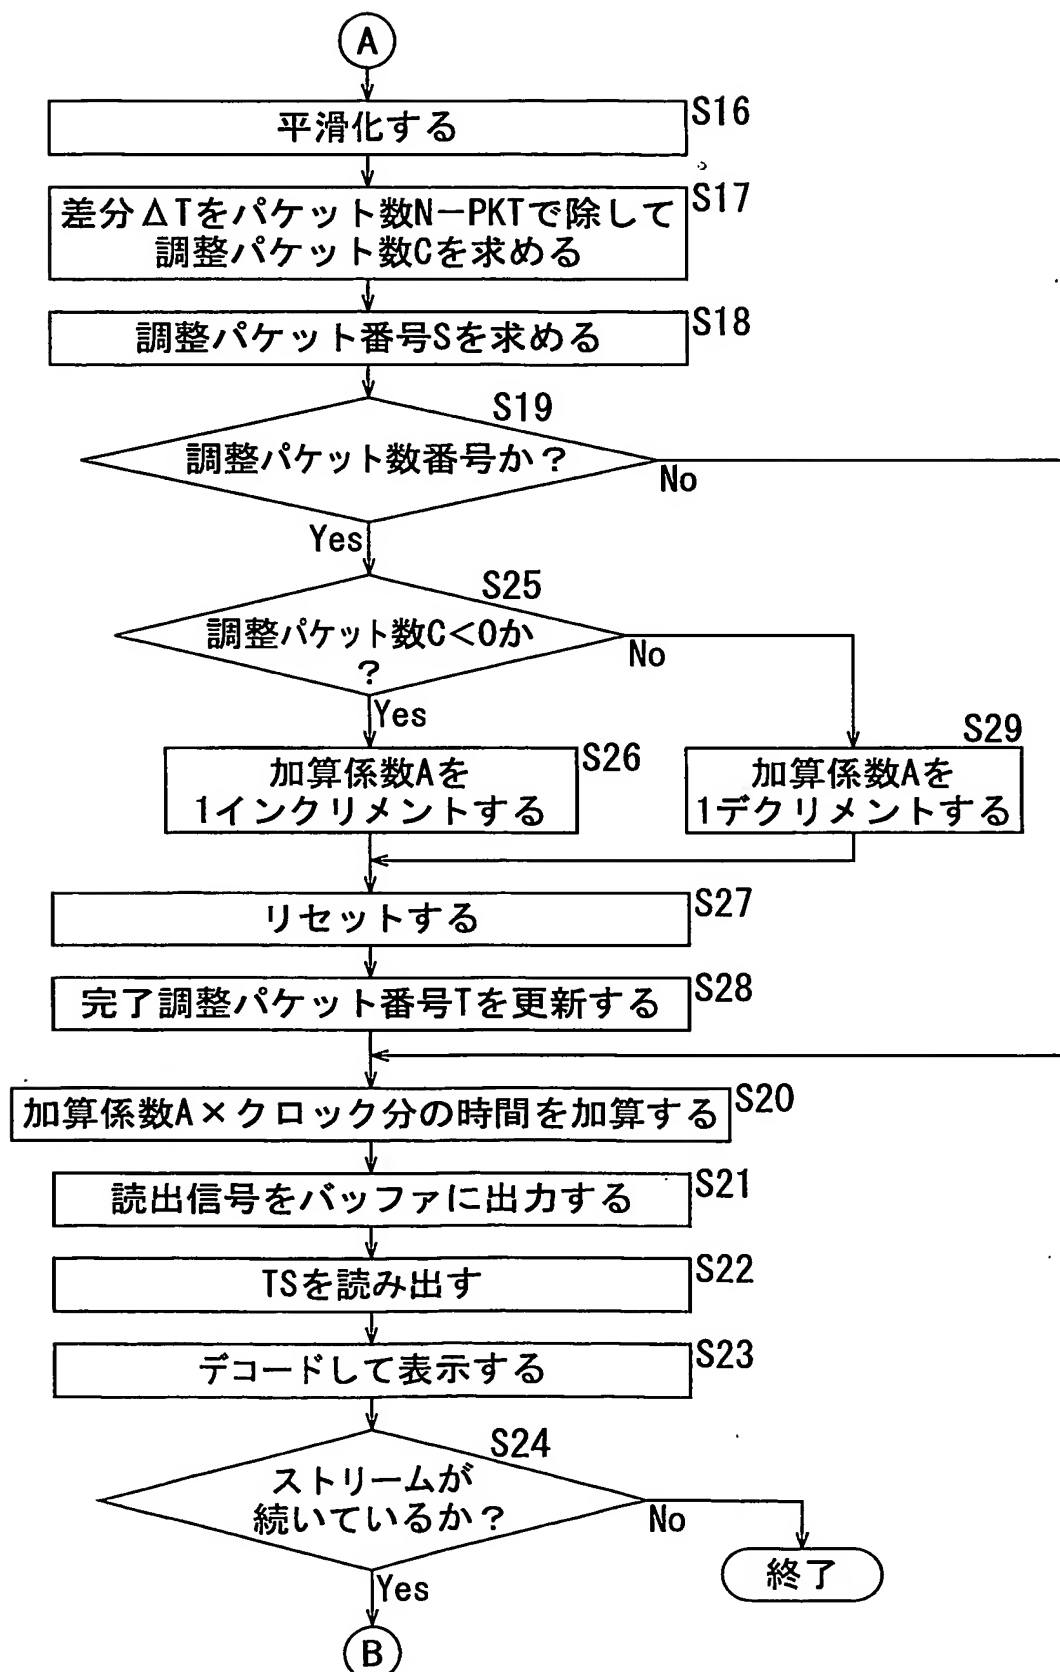 A
平滑化する
S16
差分ΔTをパケット数N−PKTで除して
調整パケット数Cを求める
S17
調整パケット番号Sを求める
S18
S19
調整パケット数番号か?
No
Yes
S25
調整パケット数C<0か
?
No
Yes
加算係数Aを
1インクリメントする
S26
S29
加算係数Aを
1デクリメントする
リセットする
S27
完了調整パケット番号Tを更新する
S28
加算係数A×クロック分の時間を加算する
S20
読出信号をバッファに出力する
S21
TSを読み出す
S22
デコードして表示する
S23
S24
ストリームが
続いているか?
No
終了
Yes
B